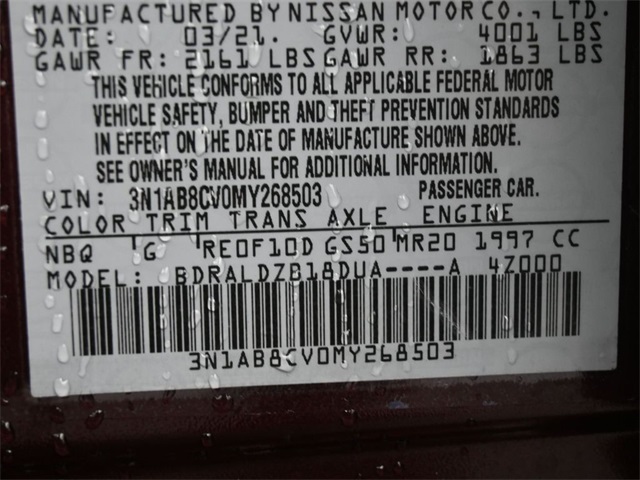 MANUFACTURED BY NISSAN MOTOR CO., LTD.
DATE: 03/21. GVWR: 4001 LBS
GAWR FR: 2161 LBS GAWR RR: 1863 LBS
THIS VEHICLE CONFORMS TO ALL APPLICABLE FEDERAL MOTOR
VEHICLE SAFETY, BUMPER AND THEFT PREVENTION STANDARDS
IN EFFECT ON THE DATE OF MANUFACTURE SHOWN ABOVE.
SEE OWNER'S MANUAL FOR ADDITIONAL INFORMATION.
VIN: 3N1AB8CV0MY268503 PASSENGER CAR.
COLOR TRIM TRANS AXLE ENGINE
NBQ G RE0F10D GS50 MR20 1997 CC
MODEL: BDRALDZB18DUA----A 4Z000
3N1AB8CV0MY268503